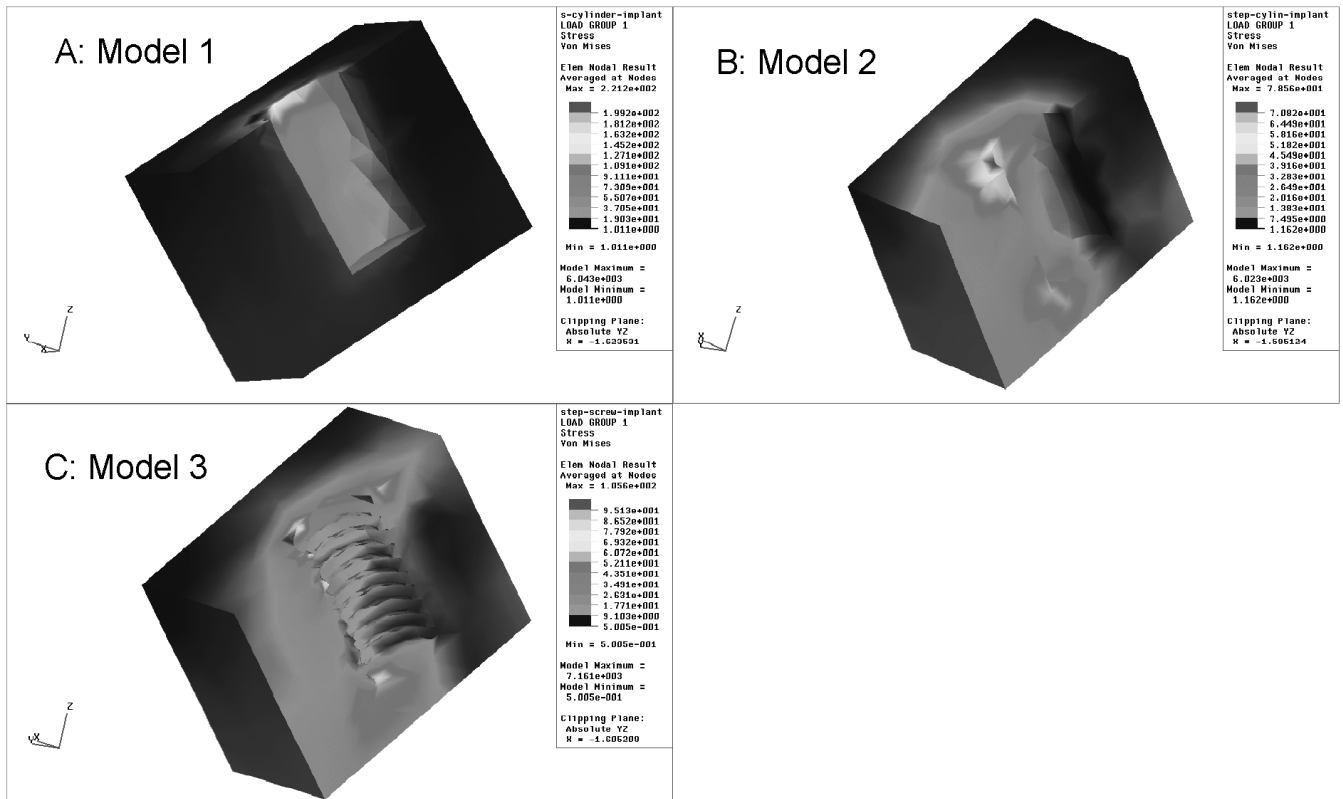 A: Model 1
s-cylinder-implant
LOAD GROUP 1
Stress
Von Mises
Elem Nodal Result
Averaged at Nodes
Max = 2.212e+002
1.992e+002
1.812e+002
1.632e+002
1.452e+002
1.271e+002
1.091e+002
9.111e+001
7.309e+001
5.507e+001
3.705e+001
1.903e+001
1.011e+000
Min = 1.011e+000
Model Maximum =
6.043e+003
Model Minimum =
1.011e+000
Clipping Plane:
Absolute YZ
Z
Y
X
B: Model 2
step-cylin-implant
LOAD GROUP 1
Stress
Von Mises
Elem Nodal Result
Averaged at Nodes
Max = 7.856e+001
7.082e+001
6.449e+001
5.816e+001
5.182e+001
4.549e+001
3.916e+001
3.283e+001
2.649e+001
2.016e+001
1.383e+001
7.495e+000
1.162e+000
Min = 1.162e+000
Model Maximum =
6.023e+003
Model Minimum =
1.162e+000
Clipping Plane:
Absolute YZ
Z
X
C: Model 3
step-screw-implant
LOAD GROUP 1
Stress
Von Mises
Elem Nodal Result
Averaged at Nodes
Max = 1.056e+002
9.513e+001
8.652e+001
7.792e+001
6.932e+001
6.072e+001
5.211e+001
4.351e+001
3.491e+001
2.631e+001
1.771e+001
9.103e+000
5.005e-001
Min = 5.005e-001
Model Maximum =
7.161e+003
Model Minimum =
5.005e-001
Clipping Plane:
Absolute YZ
Z
Y X